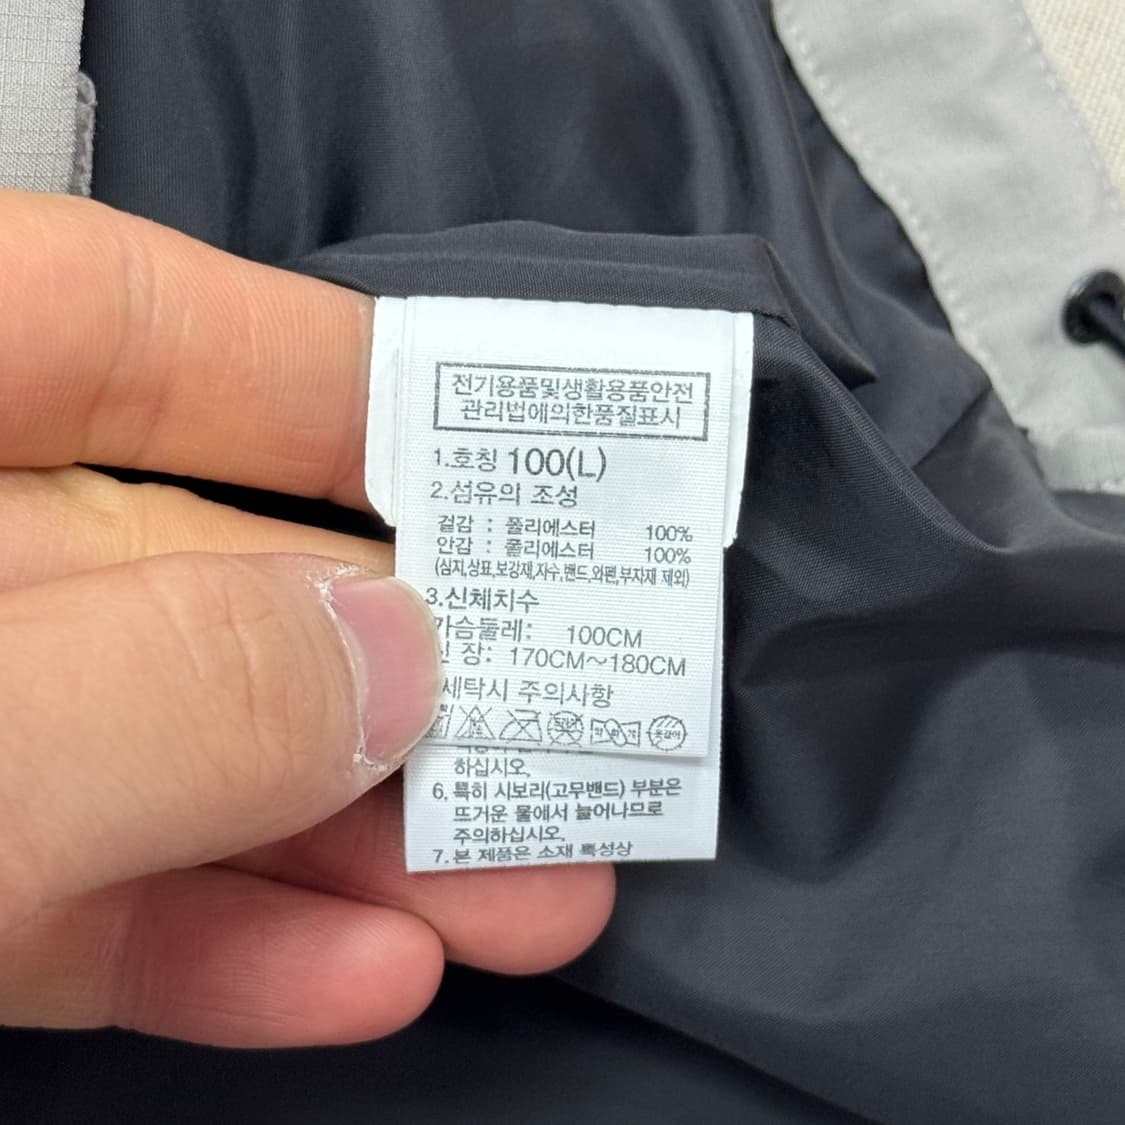 전기용품및생활용품안전
관리법에의한품질표시
1.호칭 100(L)
2.섬유의 조성
겉감 : 폴리에스터 100%
안감 : 폴리에스터 100%
(심지,상표,보강재,자수,밴드,외편,부자재 제외)
3.신체치수
가슴둘레: 100CM
신 장: 170CM~180CM
세탁시 주의사항
하십시오.
6. 특히 시보리(고무밴드) 부분은
뜨거운 물에서 늘어나므로
주의하십시오.
7. 본 제품은 소재 특성상